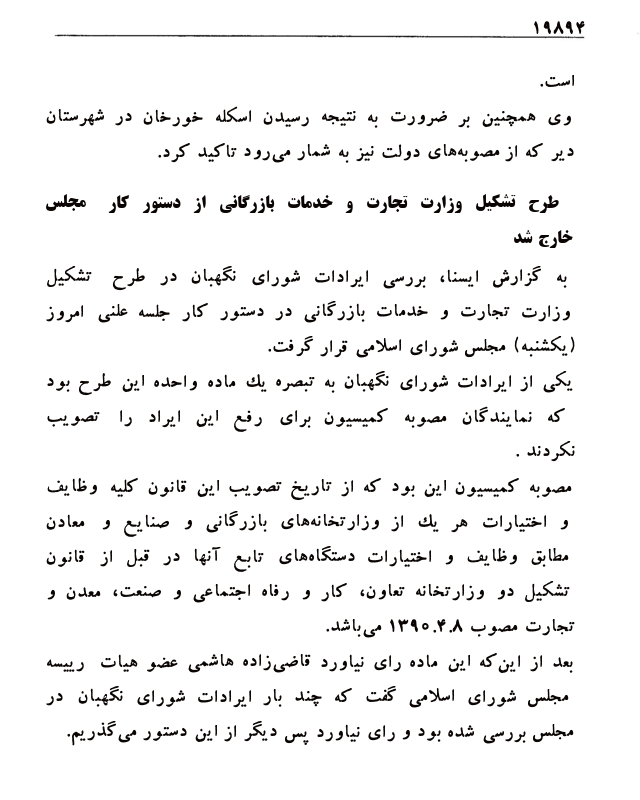 ۱۹۸۹۴
است.
وی همچنین بر ضرورت به نتیجه رسیدن اسکله خورخان در شهرستان
دیر که از مصوبه‌های دولت نیز به شمار می‌رود تاکید کرد.
طرح تشکیل وزارت تجارت و خدمات بازرگانی از دستور کار مجلس
خارج شد
به گزارش ایسنا، بررسی ایرادات شورای نگهبان در طرح تشکیل
وزارت تجارت و خدمات بازرگانی در دستور کار جلسه علنی امروز
(یکشنبه) مجلس شورای اسلامی قرار گرفت.
یکی از ایرادات شورای نگهبان به تبصره یك ماده واحده این طرح بود
که نمایندگان مصوبه کمیسیون برای رفع این ایراد را تصویب
نکردند .
مصوبه کمیسیون این بود که از تاریخ تصویب این قانون کلیه وظایف
و اختیارات هر یك از وزارتخانه‌های بازرگانی و صنایع و معادن
مطابق وظایف و اختیارات دستگاه‌های تابع آنها در قبل از قانون
تشکیل دو وزارتخانه تعاون، کار و رفاه اجتماعی و صنعت، معدن و
تجارت مصوب ۱۳۹۰.۴.۸ می‌باشد.
بعد از این‌که این ماده رای نیاورد قاضی‌زاده هاشمی عضو هیات رییسه
مجلس شورای اسلامی گفت که چند بار ایرادات شورای نگهبان در
مجلس بررسی شده بود و رای نیاورد پس دیگر از این دستور می‌گذریم.